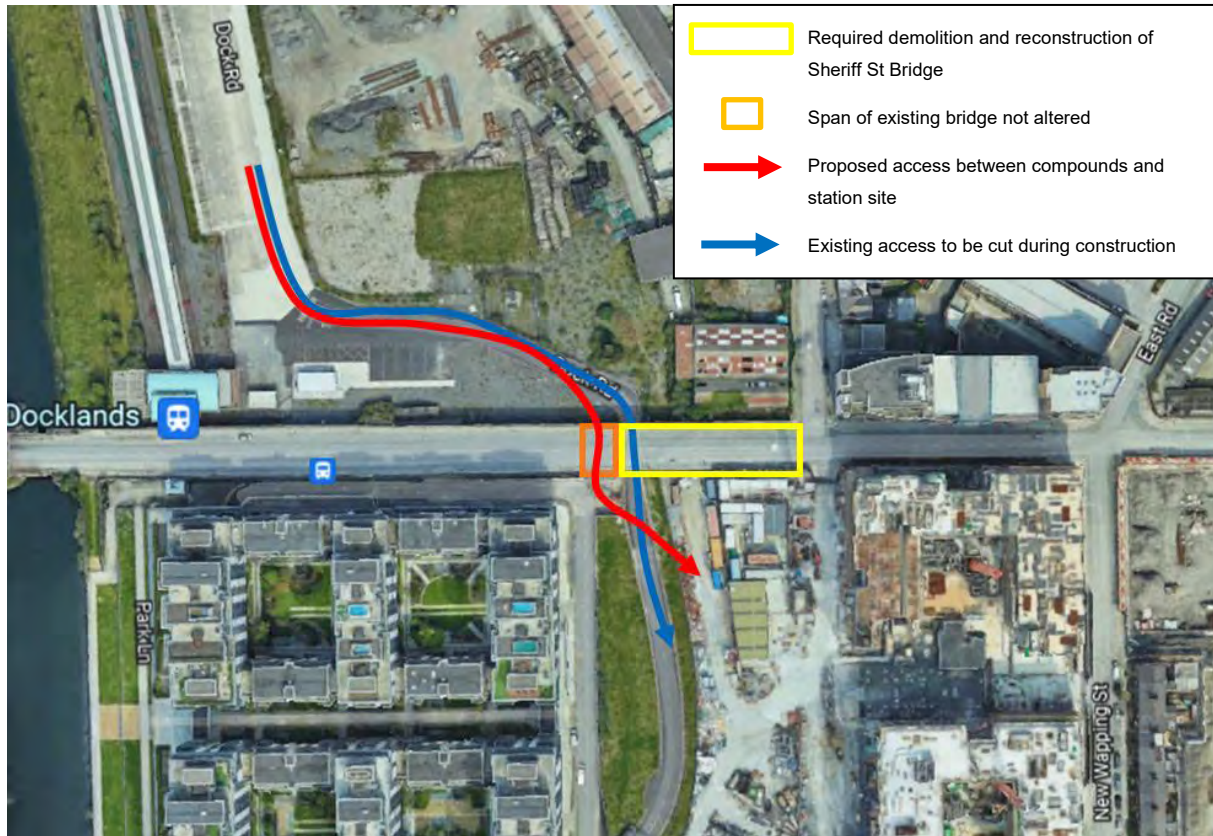 Dock Rd
Required demolition and reconstruction of
Sheriff St Bridge
Span of existing bridge not altered
Proposed access between compounds and
station site
Existing access to be cut during construction
East Rd
Docklands
Park Ln
New Wapping St